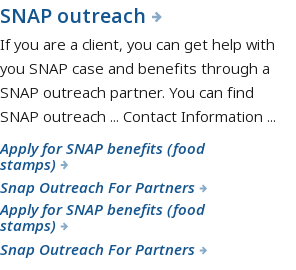 SNAP outreach
If you are a client, you can get help with
you SNAP case and benefits through a
SNAP outreach partner. You can find
SNAP outreach ... Contact Information ...
Apply for SNAP benefits (food
stamps)
Snap Outreach For Partners
Apply for SNAP benefits (food
stamps)
Snap Outreach For Partners